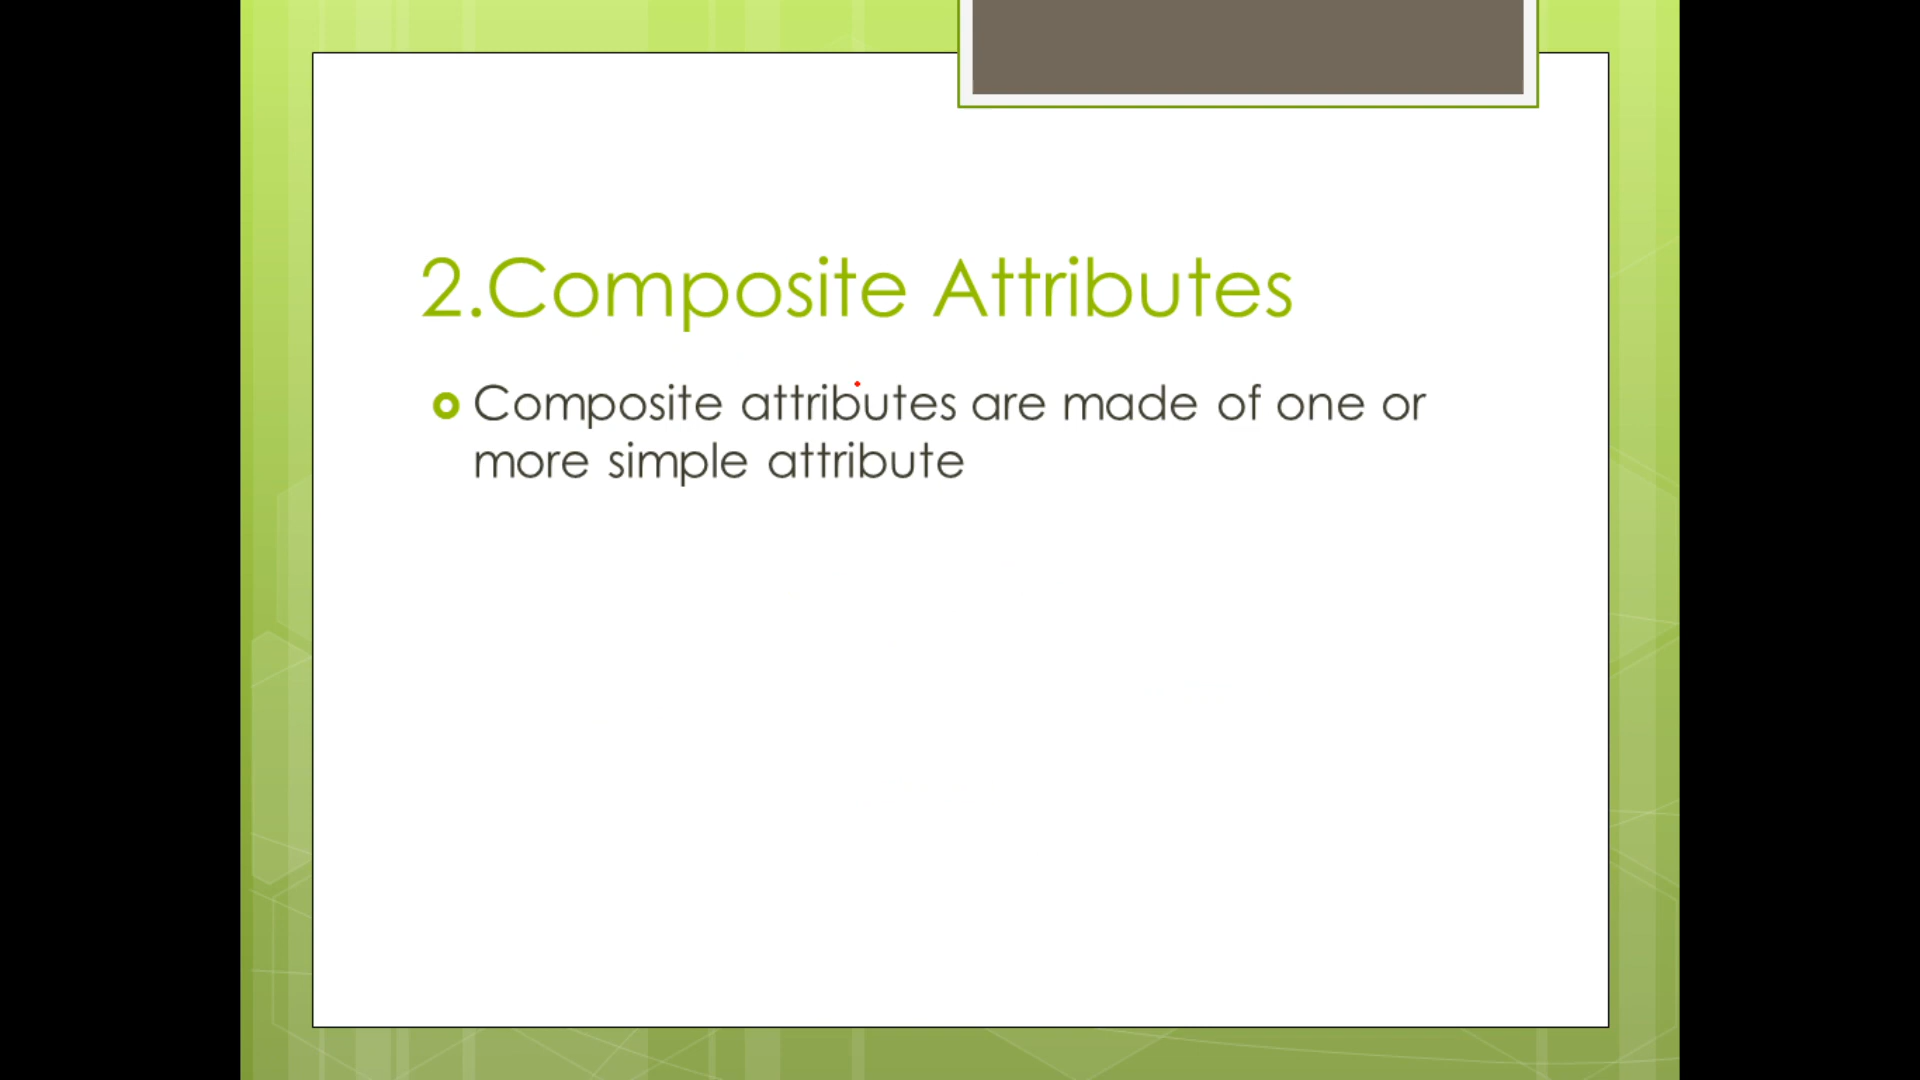 2.Composite Attributes
Composite attributes are made of one or
more simple attribute